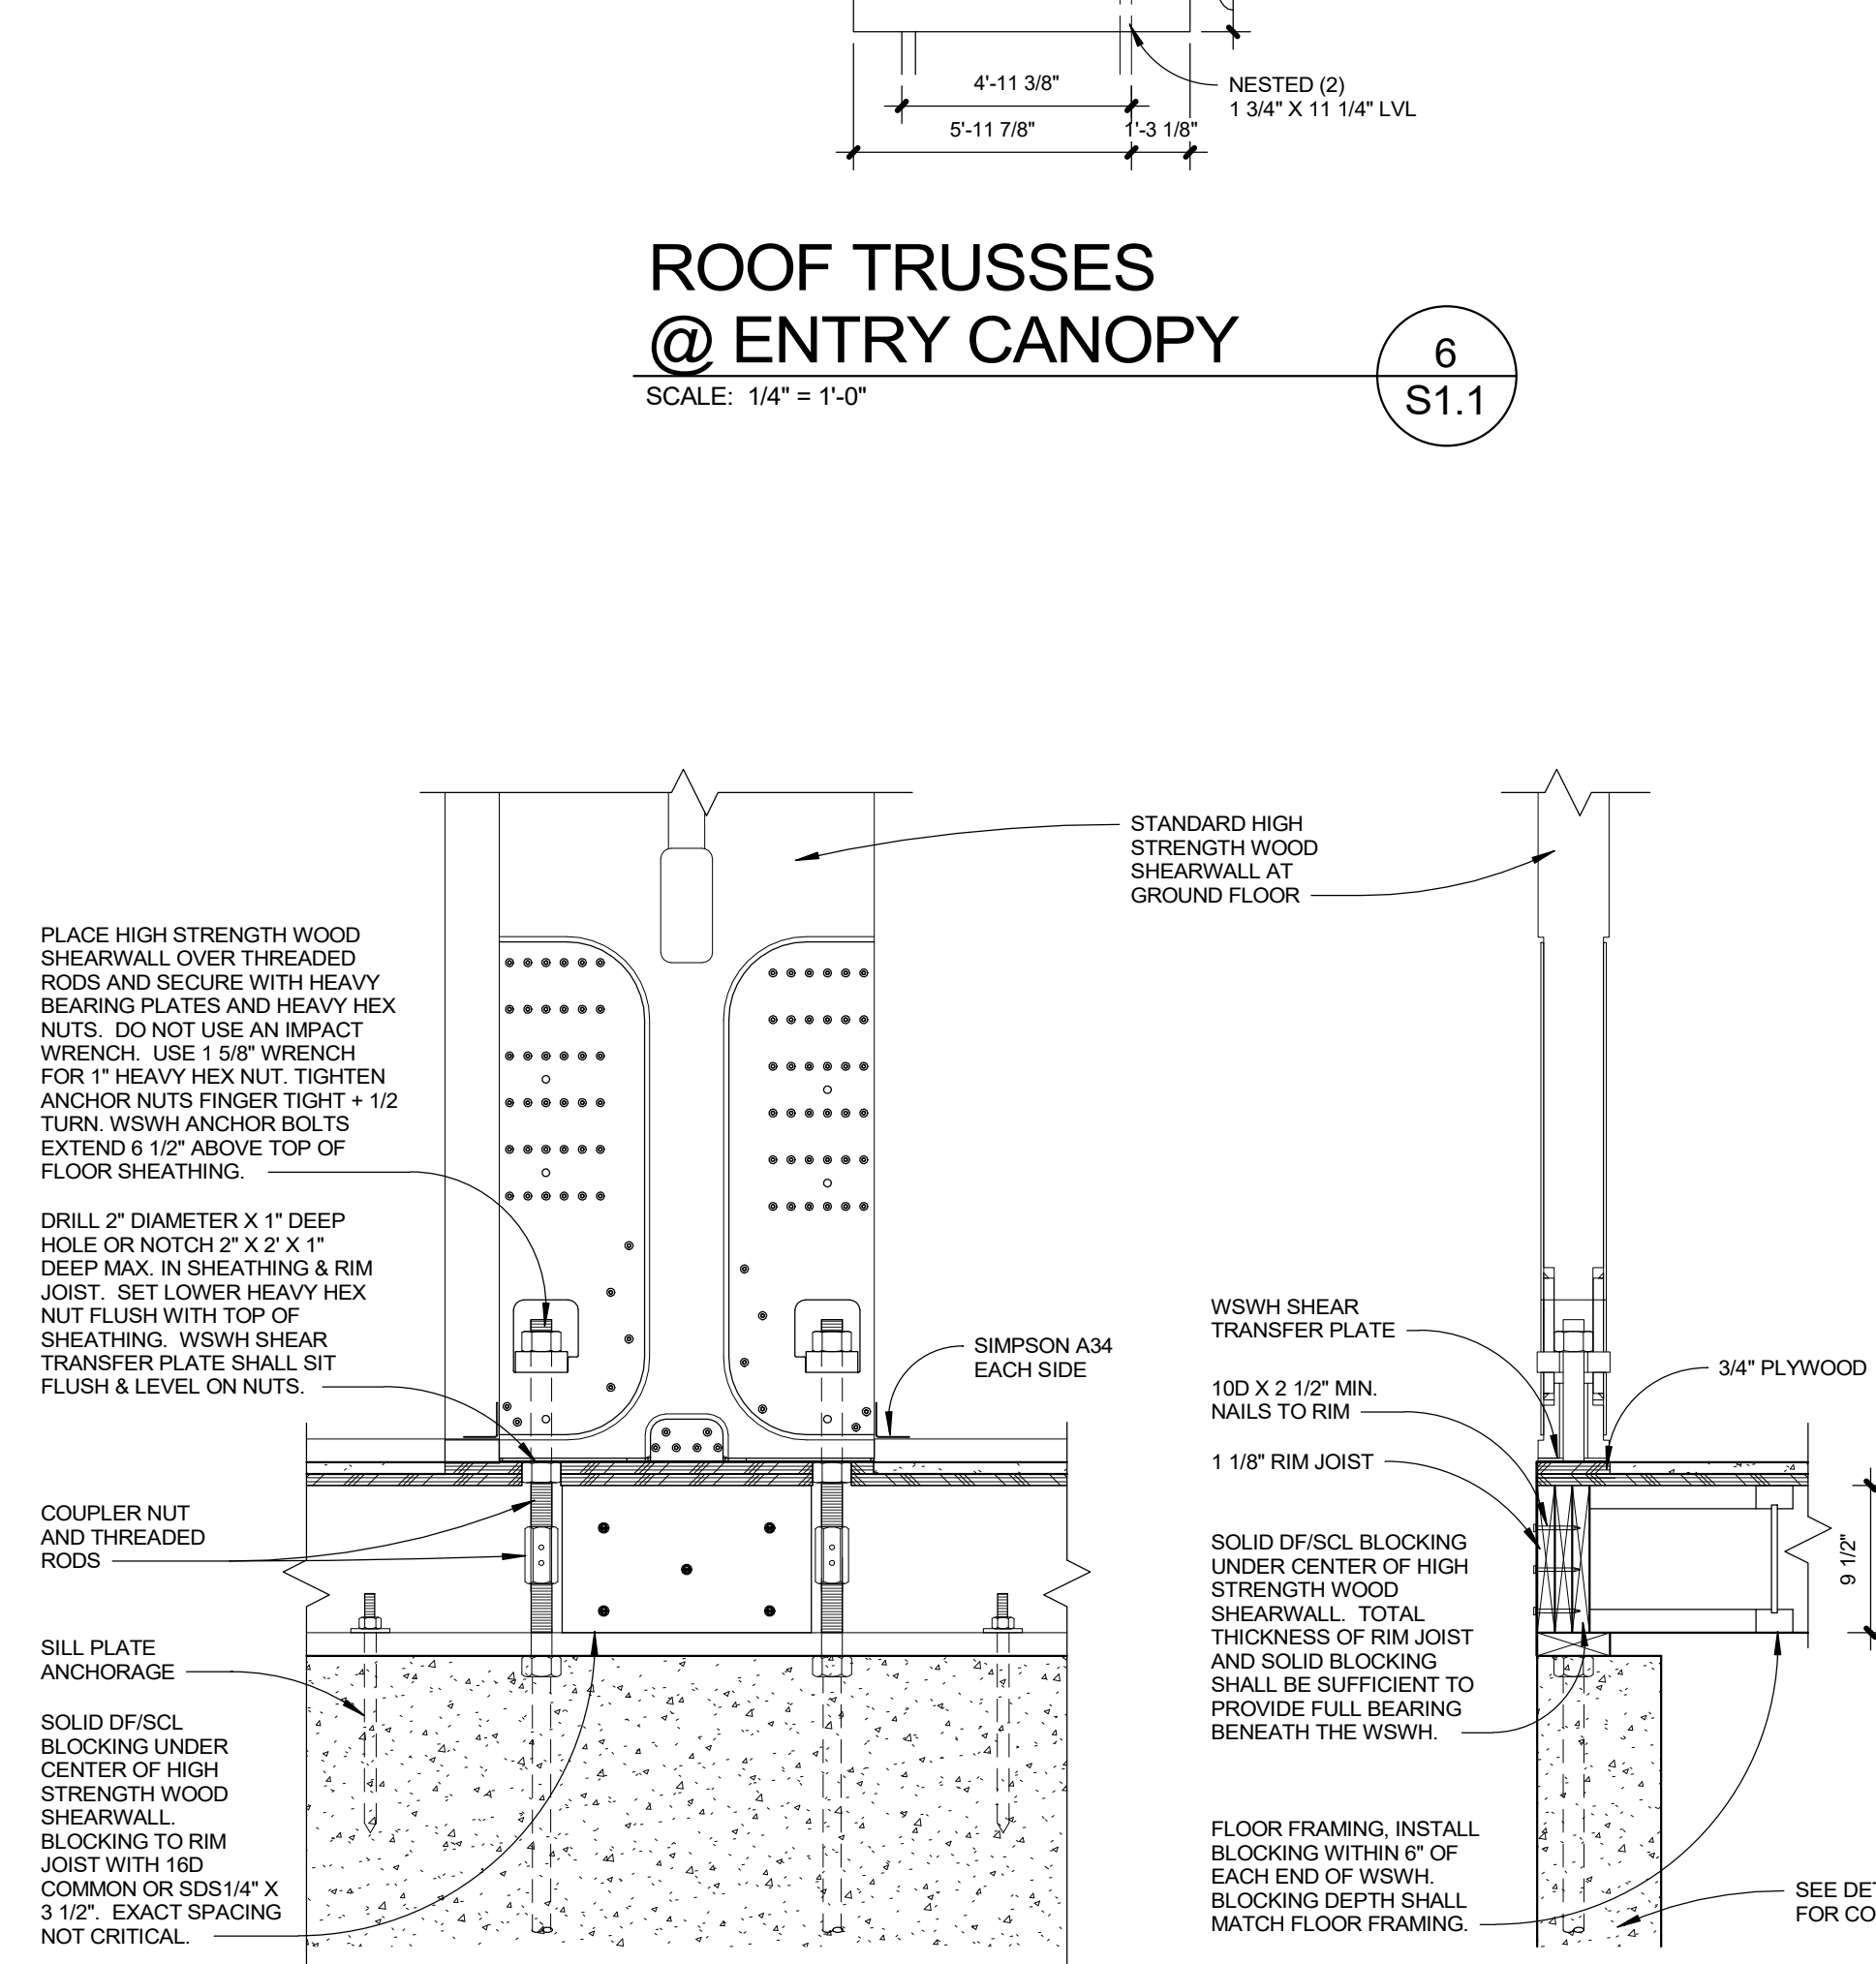 4'-11 3/8"
5'-11 7/8"
1'-3 1/8"
NESTED (2)
1 3/4" X 11 1/4" LVL
ROOF TRUSSES
@ ENTRY CANOPY
SCALE: 1/4" = 1'-0"
6
S1.1
STANDARD HIGH
STRENGTH WOOD
SHEARWALL AT
GROUND FLOOR
PLACE HIGH STRENGTH WOOD
SHEARWALL OVER THREADED
RODS AND SECURE WITH HEAVY
BEARING PLATES AND HEAVY HEX
NUTS. DO NOT USE AN IMPACT
WRENCH. USE 1 5/8" WRENCH
FOR 1" HEAVY HEX NUT. TIGHTEN
ANCHOR NUTS FINGER TIGHT + 1/2
TURN. WSWH ANCHOR BOLTS
EXTEND 6 1/2" ABOVE TOP OF
FLOOR SHEATHING.
DRILL 2" DIAMETER X 1" DEEP
HOLE OR NOTCH 2" X 2' X 1"
DEEP MAX. IN SHEATHING & RIM
JOIST. SET LOWER HEAVY HEX
NUT FLUSH WITH TOP OF
SHEATHING. WSWH SHEAR
TRANSFER PLATE SHALL SIT
FLUSH & LEVEL ON NUTS.
SIMPSON A34
EACH SIDE
COUPLER NUT
AND THREADED
RODS
SILL PLATE
ANCHORAGE
SOLID DF/SCL
BLOCKING UNDER
CENTER OF HIGH
STRENGTH WOOD
SHEARWALL.
BLOCKING TO RIM
JOIST WITH 16D
COMMON OR SDS1/4" X
3 1/2". EXACT SPACING
NOT CRITICAL.
WSWH SHEAR
TRANSFER PLATE
10D X 2 1/2" MIN.
NAILS TO RIM
1 1/8" RIM JOIST
SOLID DF/SCL BLOCKING
UNDER CENTER OF HIGH
STRENGTH WOOD
SHEARWALL. TOTAL
THICKNESS OF RIM JOIST
AND SOLID BLOCKING
SHALL BE SUFFICIENT TO
PROVIDE FULL BEARING
BENEATH THE WSWH.
FLOOR FRAMING, INSTALL
BLOCKING WITHIN 6" OF
EACH END OF WSWH.
BLOCKING DEPTH SHALL
MATCH FLOOR FRAMING.
3/4" PLYWOOD
9 1/2"
SEE
FOR